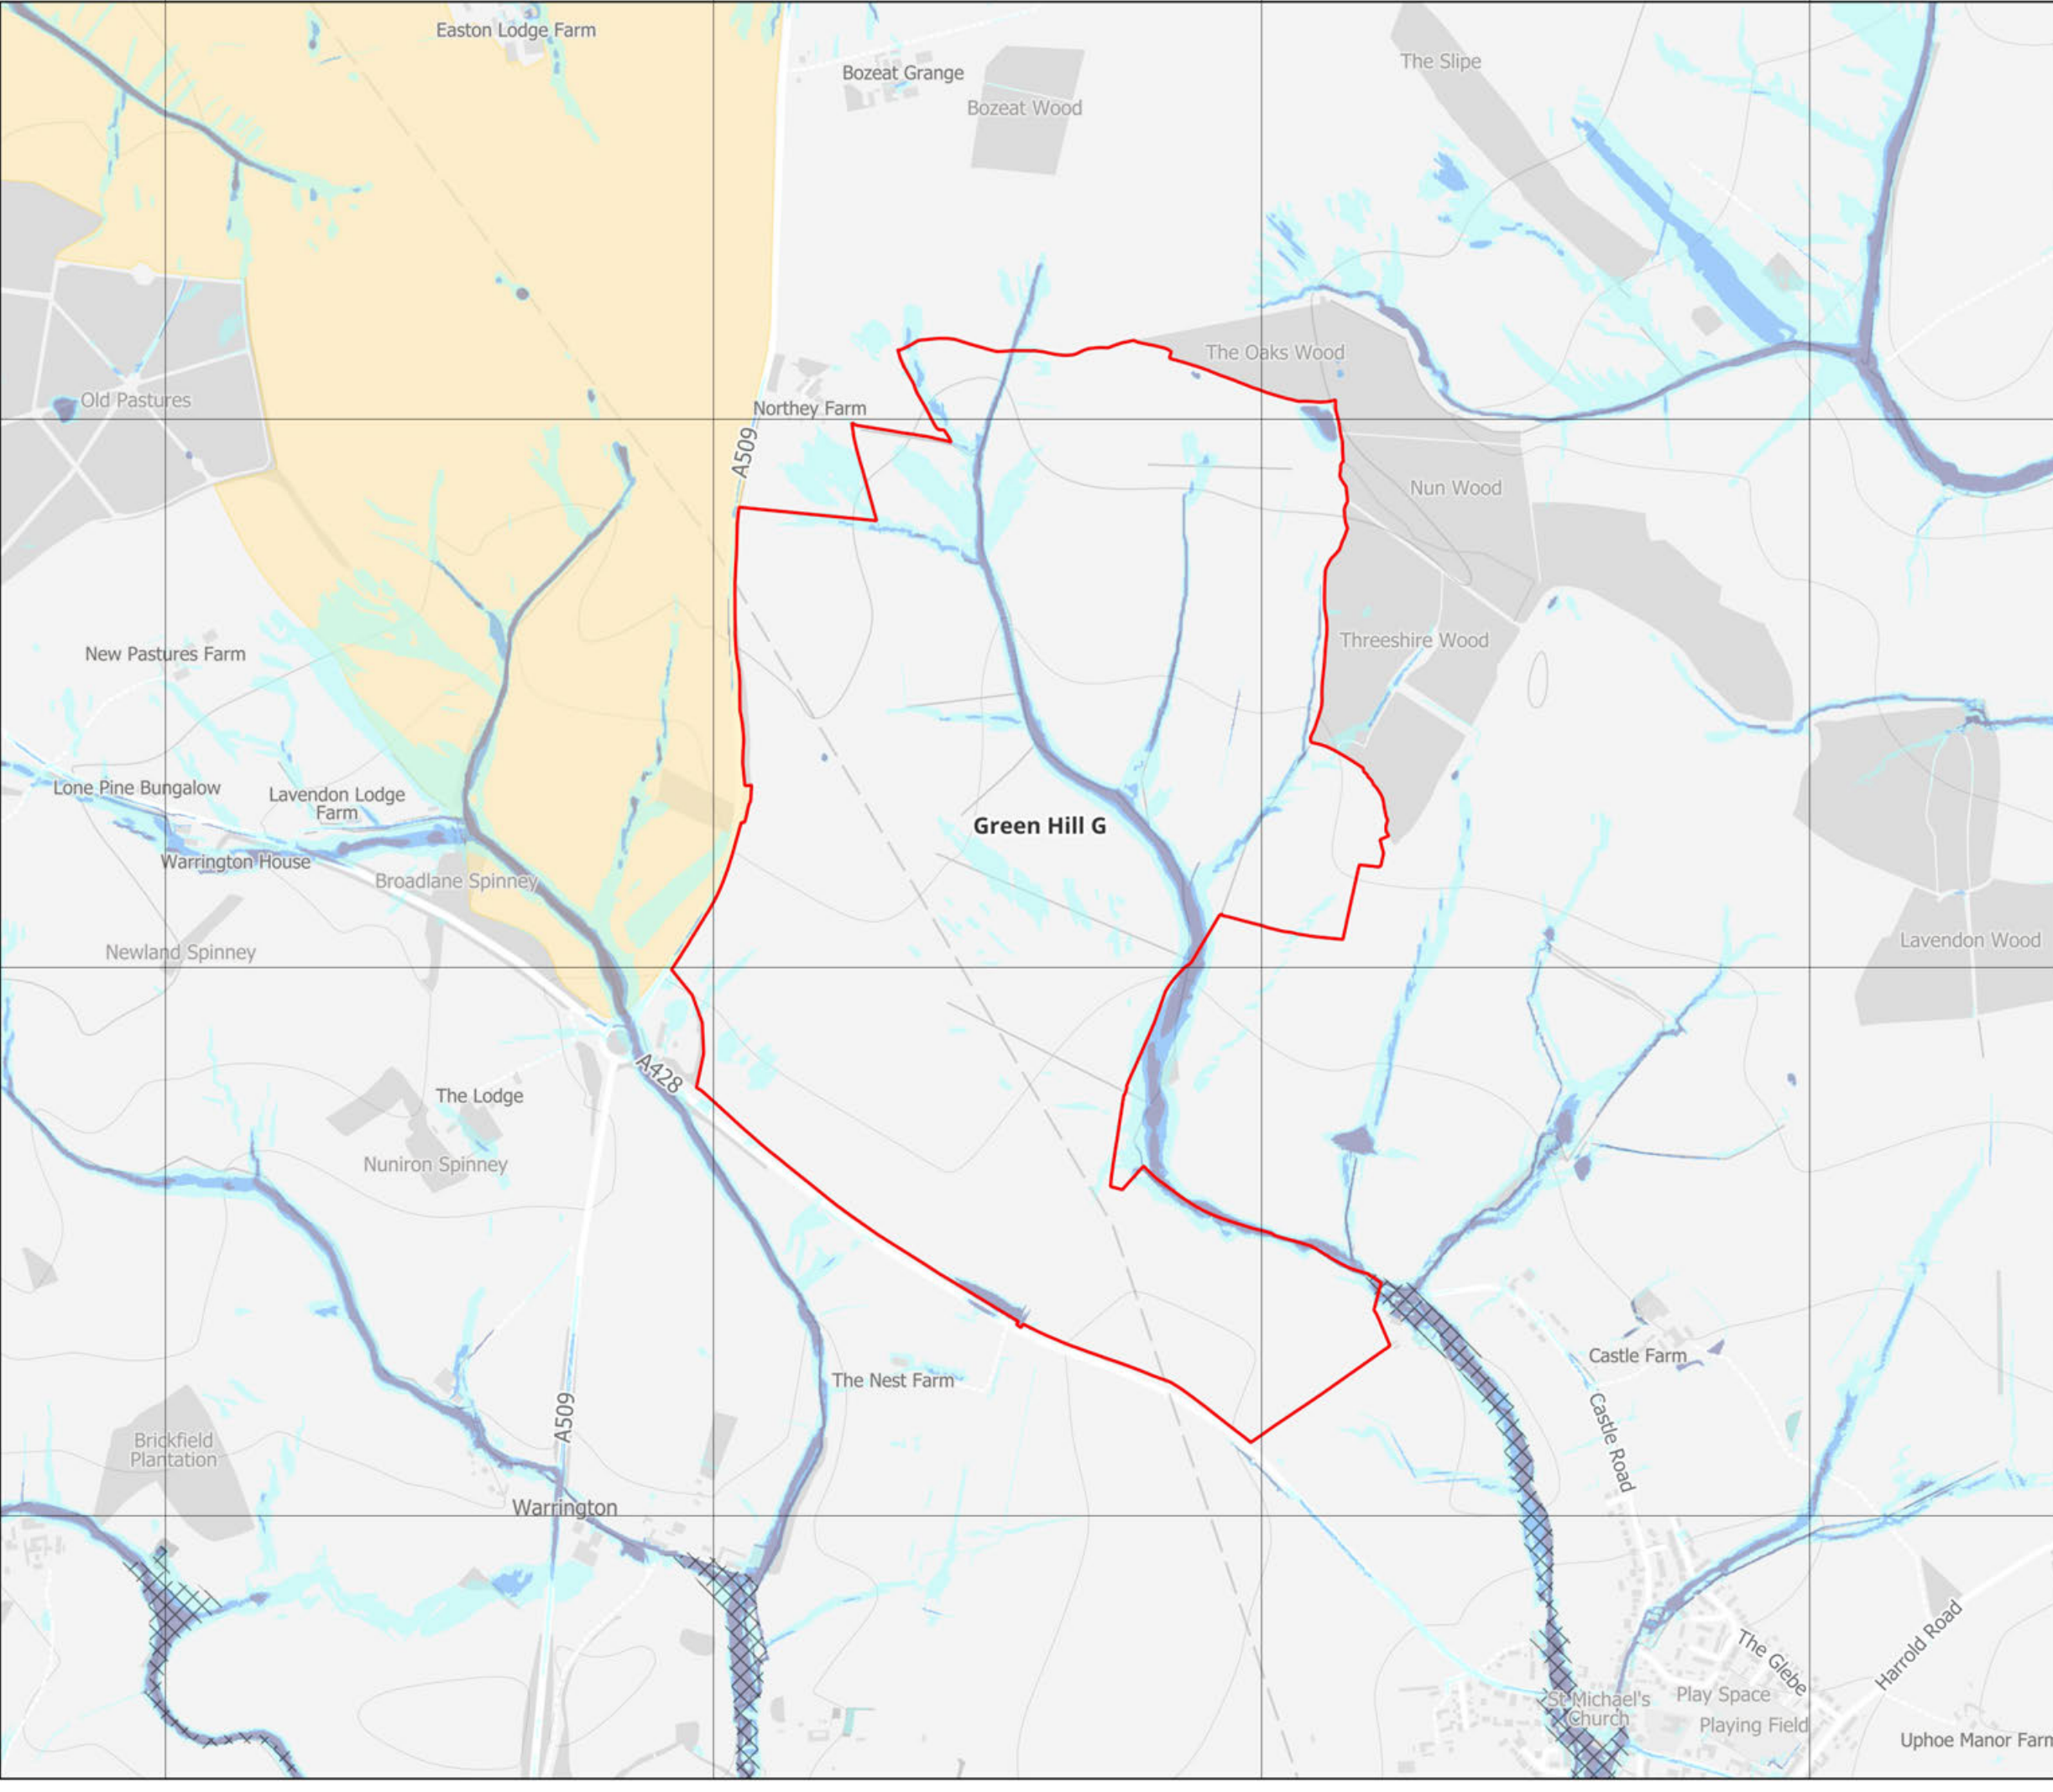 Easton Lodge Farm
Bozeat Grange
Bozeat Wood
The Slipe
The Oaks Wood
Old Pastures
Northey Farm
A509
Nun Wood
Threeshire Wood
New Pastures Farm
Lone Pine Bungalow
Lavendon Lodge
Farm
Green Hill G
Warrington House
Broadlane Spinney
Newland Spinney
Lavendon Wood
A428
The Lodge
Nuniron Spinney
Castle Farm
The Nest Farm
Castle Road
A509
Brickfield
Plantation
Warrington
The Glebe
Harrold Road
St Michael's
Church
Play Space
Playing Field
Uphoe Manor Farm